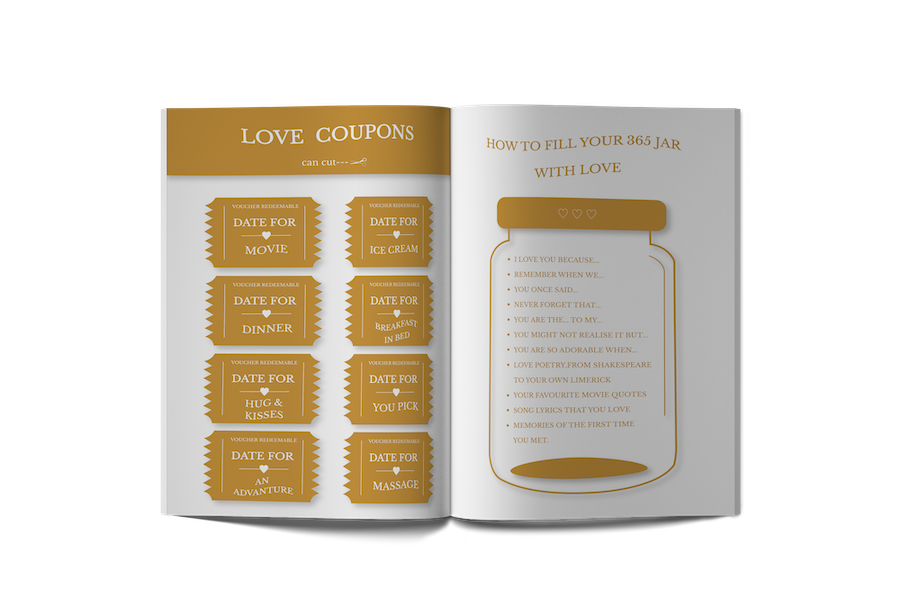 LOVE COUPONS
can cut---
VOUCHER REDEEMABLE
DATE FOR
MOVIE
VOUCHER REDEEMABLE
DATE FOR
ICE CREAM
VOUCHER REDEEMABLE
DATE FOR
DINNER
VOUCHER REDEEMABLE
DATE FOR
BREAKFAST
IN BED
VOUCHER REDEEMABLE
DATE FOR
HUG &
KISSES
VOUCHER REDEEMABLE
DATE FOR
YOU PICK
VOUCHER REDEEMABLE
DATE FOR
AN
ADVANTURE
VOUCHER REDEEMABLE
DATE FOR
MASSAGE
HOW TO FILL YOUR 365 JAR
WITH LOVE
• I LOVE YOU BECAUSE...
• REMEMBER WHEN WE...
• YOU ONCE SAID...
• NEVER FORGET THAT...
• YOU ARE THE... TO MY...
• YOU MIGHT NOT REALISE IT BUT...
• YOU ARE SO ADORABLE WHEN...
• LOVE POETRY,FROM SHAKESPEARE
TO YOUR OWN LIMERICK
• YOUR FAVOURITE MOVIE QUOTES
• SONG LYRICS THAT YOU LOVE
• MEMORIES OF THE FIRST TIME
YOU MET.